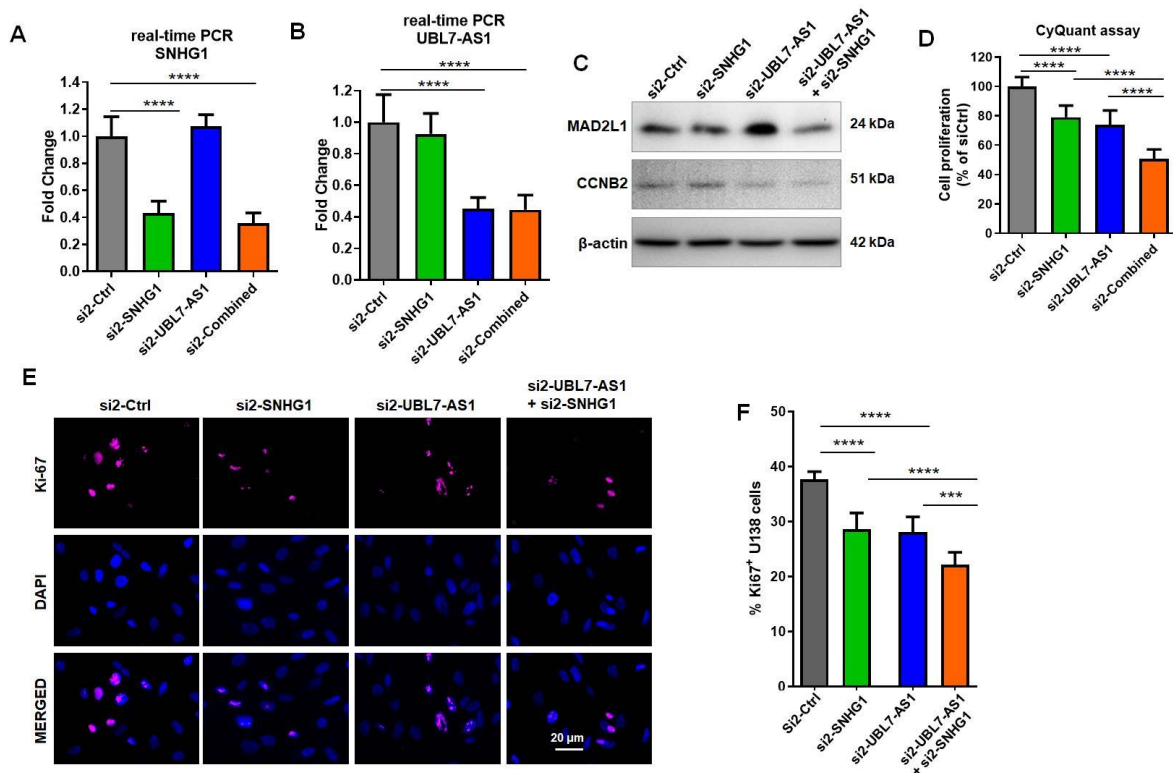 A
real-time PCR
SNHG1
Fold Change
1.4
1.2
1.0
0.8
0.6
0.4
0.2
0.0
****
****
si2-Ctrl
si2-SNHG1
si2-UBL7-AS1
si2-Combined
B
real-time PCR
UBL7-AS1
Fold Change
1.2
1.0
0.8
0.6
0.4
0.2
0.0
****
****
si2-Ctrl
si2-SNHG1
si2-UBL7-AS1
si2-Combined
C
si2-Ctrl
si2-SNHG1
si2-UBL7-AS1
si2-UBL7-AS1
+ si2-SNHG1
MAD2L1
24 kDa
CCNB2
51 kDa
β-actin
42 kDa
D
CyQuant assay
Cell proliferation
(% of siCtrl)
120
100
80
60
40
20
0
****
****
****
****
si2-Ctrl
si2-SNHG1
si2-UBL7-AS1
si2-Combined
E
si2-Ctrl
si2-SNHG1
si2-UBL7-AS1
si2-UBL7-AS1
+ si2-SNHG1
Ki-67
DAPI
MERGED
20 µm
F
% Ki67+ U138 cells
50
40
30
20
10
0
****
****
****
***
Si2-Ctrl
si2-SNHG1
si2-UBL7-AS1
si2-UBL7-AS1
+ si2-SNHG1